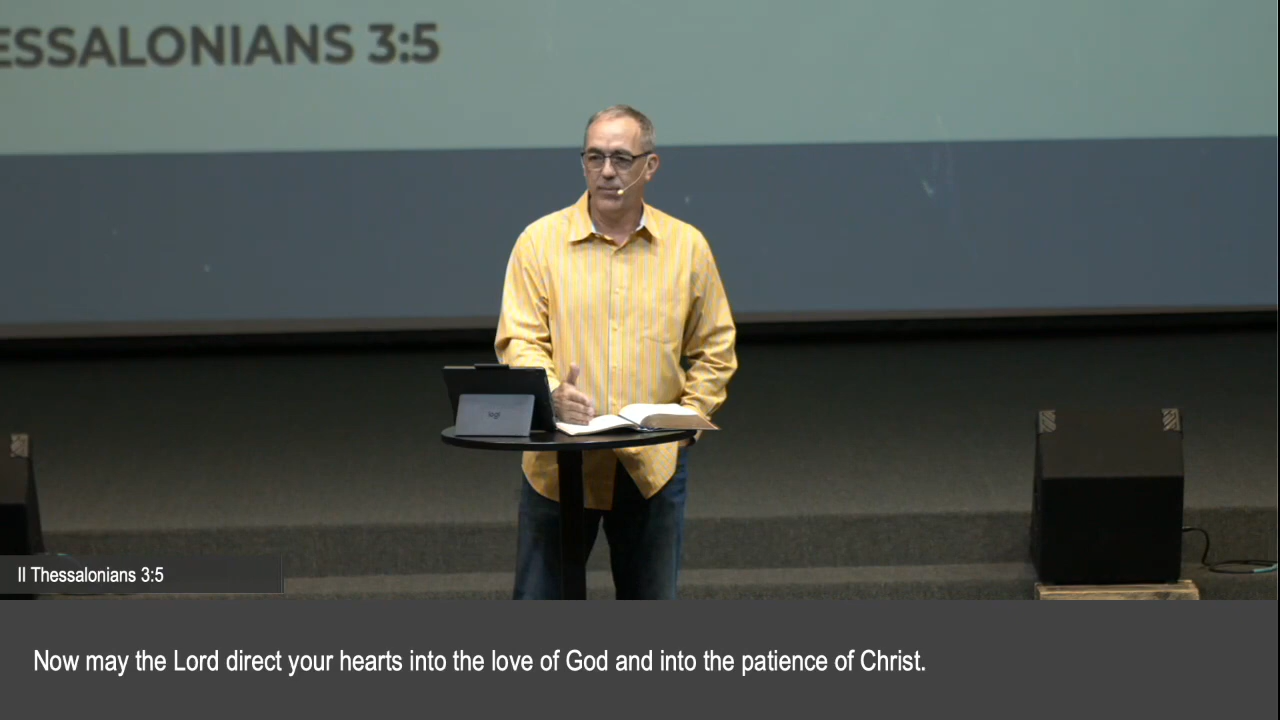 ESSALONIANS 3:5
logi
II Thessalonians 3:5
Now may the Lord direct your hearts into the love of God and into the patience of Christ.